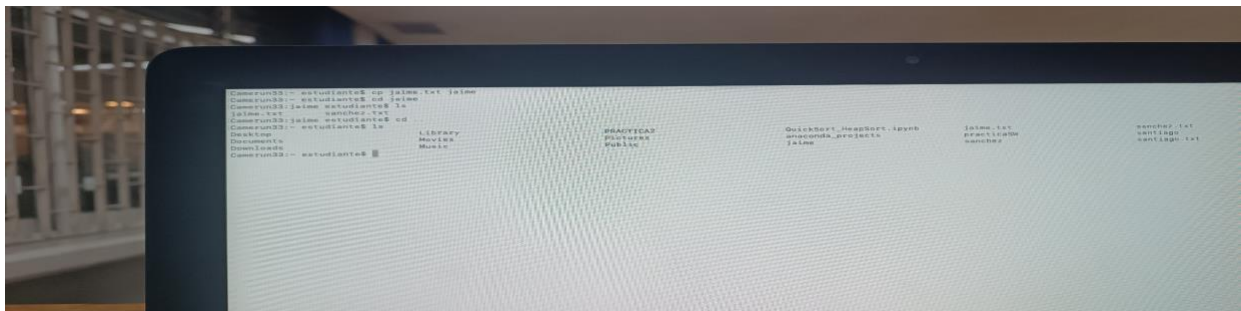 Camerun33:~ estudiante$ cp jaime.txt jaime
Camerun33:~ estudiante$ cd jaime
Camerun33:jaime estudiante$ ls
jaime.txt sanchez.txt
Camerun33:jaime estudiante$ cd
Camerun33:~ estudiante$ ls
Desktop Library PRACTICA2 QuickSort_HeapSort.ipynb jaime.txt sanchez.txt
Documents Movies Pictures anaconda_projects santiago
Downloads Music Public jaime sanchez santiago.txt
Camerun33:~ estudiante$